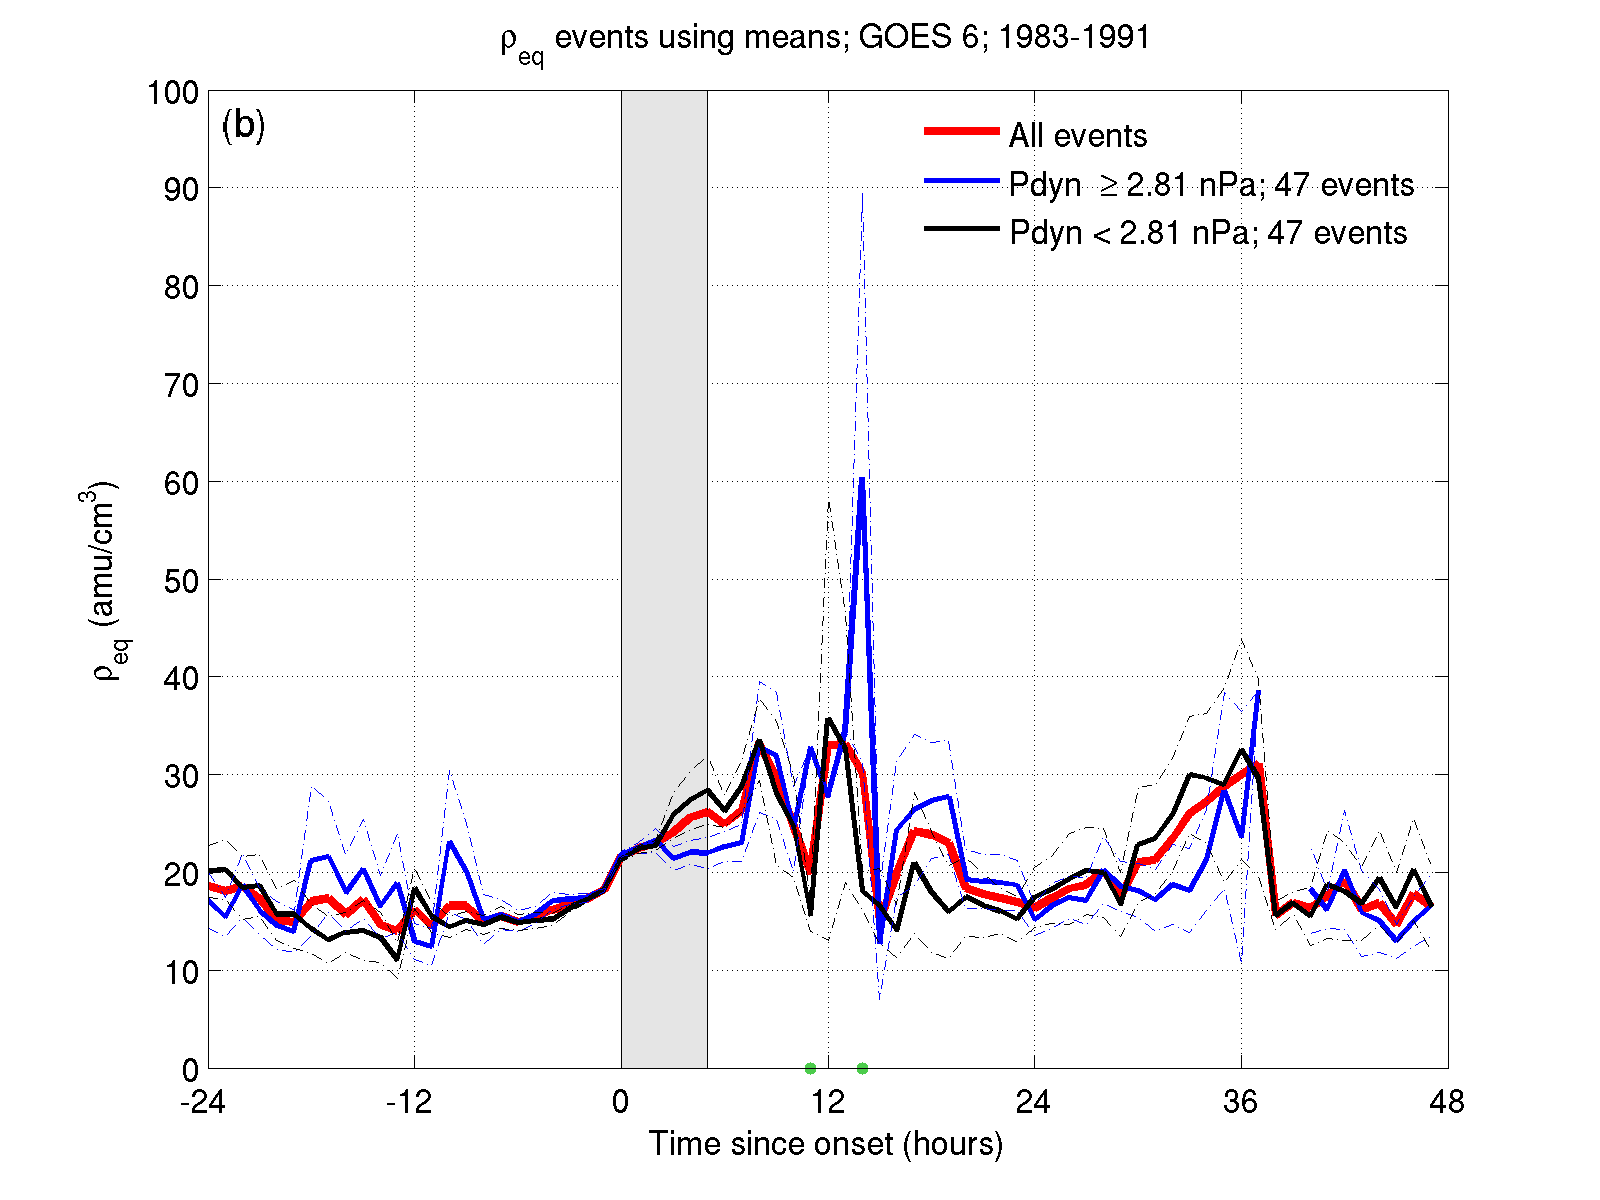 ρeq events using means; GOES 6; 1983-1991
(b)
All events
Pdyn ≥ 2.81 nPa; 47 events
Pdyn < 2.81 nPa; 47 events
100
90
80
70
60
50
40
30
20
10
0
ρeq (amu/cm³)
-24 -12 0 12 24 36 48
Time since onset (hours)